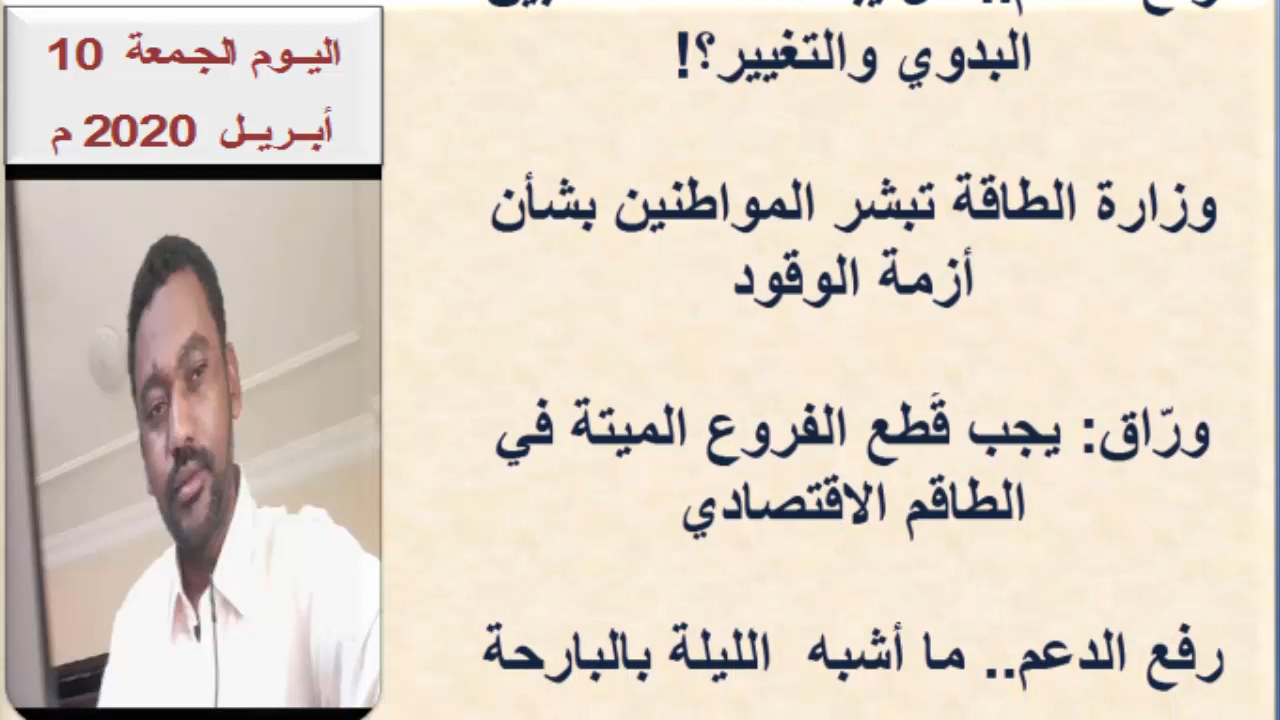 اليوم الجمعة 10
أبريل 2020 م
البدوي والتغيير؟!
وزارة الطاقة تبشر المواطنين بشأن
أزمة الوقود
ورّاق: يجب قَطع الفروع الميتة في
الطاقم الاقتصادي
رفع الدعم.. ما أشبه الليلة بالبارحة